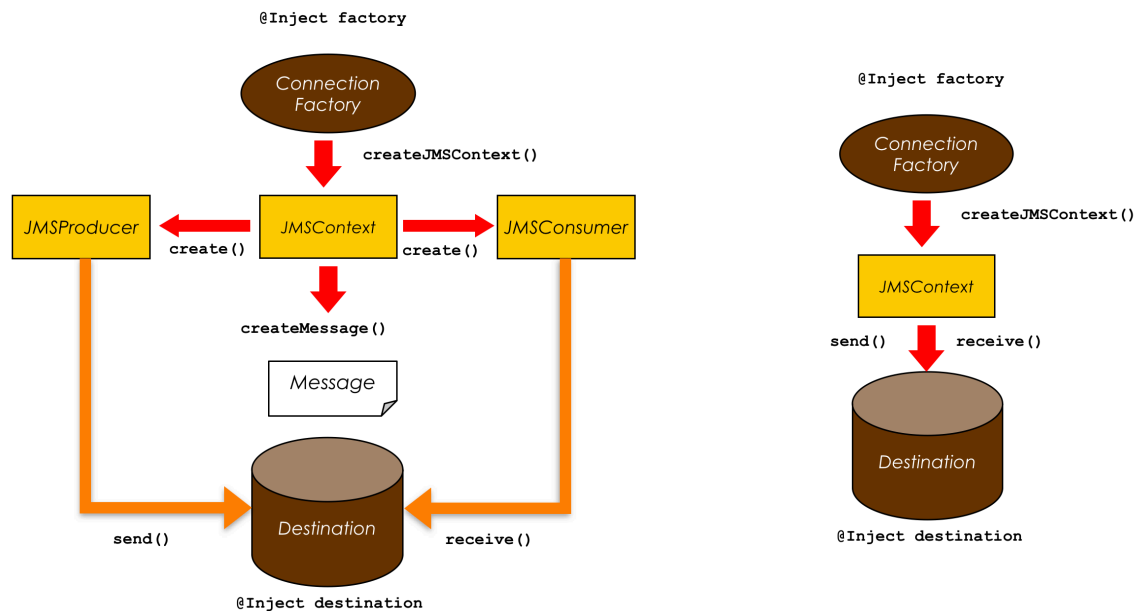 @Inject factory
Connection
Factory
createJMSContext()
JMSProducer
JMSContext
JMSConsumer
create()
create()
createMessage()
Message
Destination
send()
receive()
@Inject destination
@Inject factory
Connection
Factory
createJMSContext()
JMSContext
send()
receive()
Destination
@Inject destination